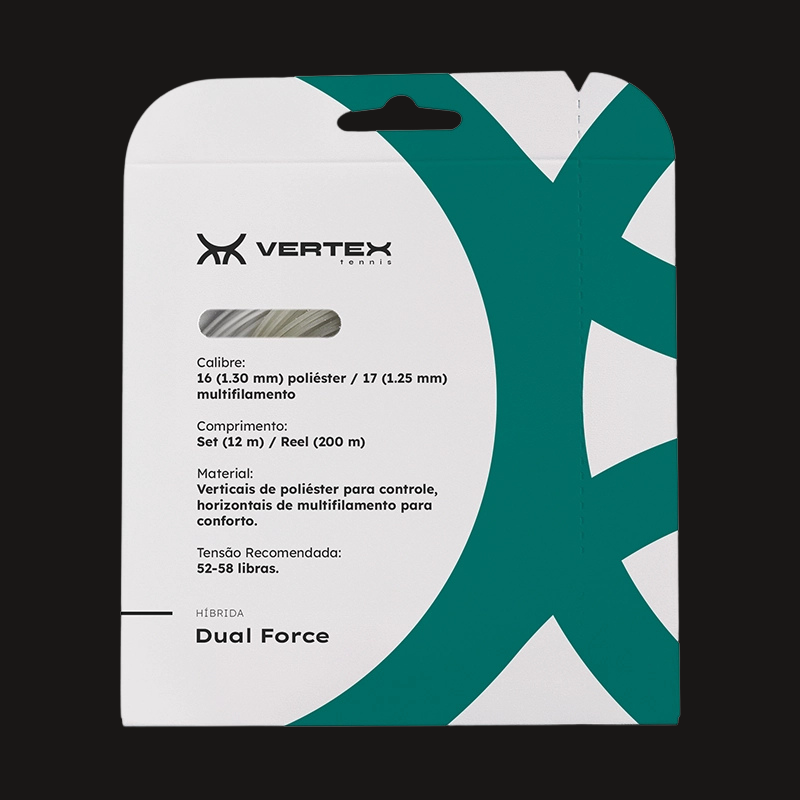 VERTEX
tennis
Calibre:
16 (1.30 mm) poliéster / 17 (1.25 mm)
multifilamento
Comprimento:
Set (12 m) / Reel (200 m)
Material:
Verticais de poliéster para controle,
horizontais de multifilamento para
conforto.
Tensão Recomendada:
52-58 libras.
HÍBRIDA
Dual Force